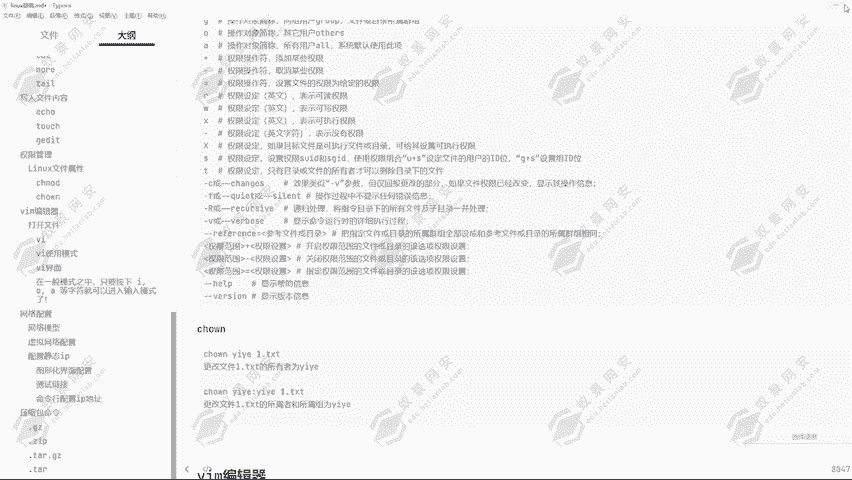 linux基础.md• - Typora
文件(F) 编辑(E) 段落(P) 格式(O) 视图(V) 主题(T) 帮助(H)
文件 大纲
more
tail
写入文件内容
echo
touch
gedit
权限管理
Linux文件属性
chmod
chown
vim编辑器
打开文件
vi
vi使用模式
vi界面
在一般模式之中，只要按下 i,
o, a 等字符就可以进入输入模式
了!
网络配置
网络模型
虚拟网络配置
配置静态ip
图形化界面配置
测试链接
命令行配置ip地址
压缩包命令
.gz
.zip
.tar.gz
.tar
g # 操作对象简称，同组用户group，文件或目录所属群组
o # 操作对象简称，其它用户others
a # 操作对象简称，所有用户all，系统默认使用此项
+ # 权限操作符，添加某些权限
- # 权限操作符，取消某些权限
= # 权限操作符，设置文件的权限为给定的权限
r # 权限设定（英文），表示可读权限
w # 权限设定（英文），表示可写权限
x # 权限设定（英文），表示可执行权限
- # 权限设定（英文字符），表示没有权限
X # 权限设定，如果目标文件是可执行文件或目录，可给其设置可执行权限
s # 权限设定，设置权限suid和sgid，使用权限组合“u+s”设定文件的用户的ID位，“g+s”设置组ID位
t # 权限设定，只有目录或文件的所有者才可以删除目录下的文件
-c或--changes # 效果类似“-v”参数，但仅回报更改的部分，如果文件权限已经改变，显示其操作信息；
-f或--quiet或--silent # 操作过程中不显示任何错误信息；
-R或--recursive # 递归处理，将指令目录下的所有文件及子目录一并处理；
-v或--verbose # 显示命令运行时的详细执行过程；
--reference=<参考文件或目录> # 把指定文件或目录的所属群组全部设成和参考文件或目录的所属群组相同；
<权限范围>+<权限设置> # 开启权限范围的文件或目录的该选项权限设置；
<权限范围>-<权限设置> # 关闭权限范围的文件或目录的该选项权限设置；
<权限范围>=<权限设置> # 指定权限范围的文件或目录的该选项权限设置；
--help # 显示帮助信息
--version # 显示版本信息
chown
chown yiye 1.txt
更改文件1.txt的所有者为yiye
chown yiye:yiye 1.txt
更改文件1.txt的所属者和所属组为yiye
vim编辑器
蚁景网安
edu.hetianlab.com